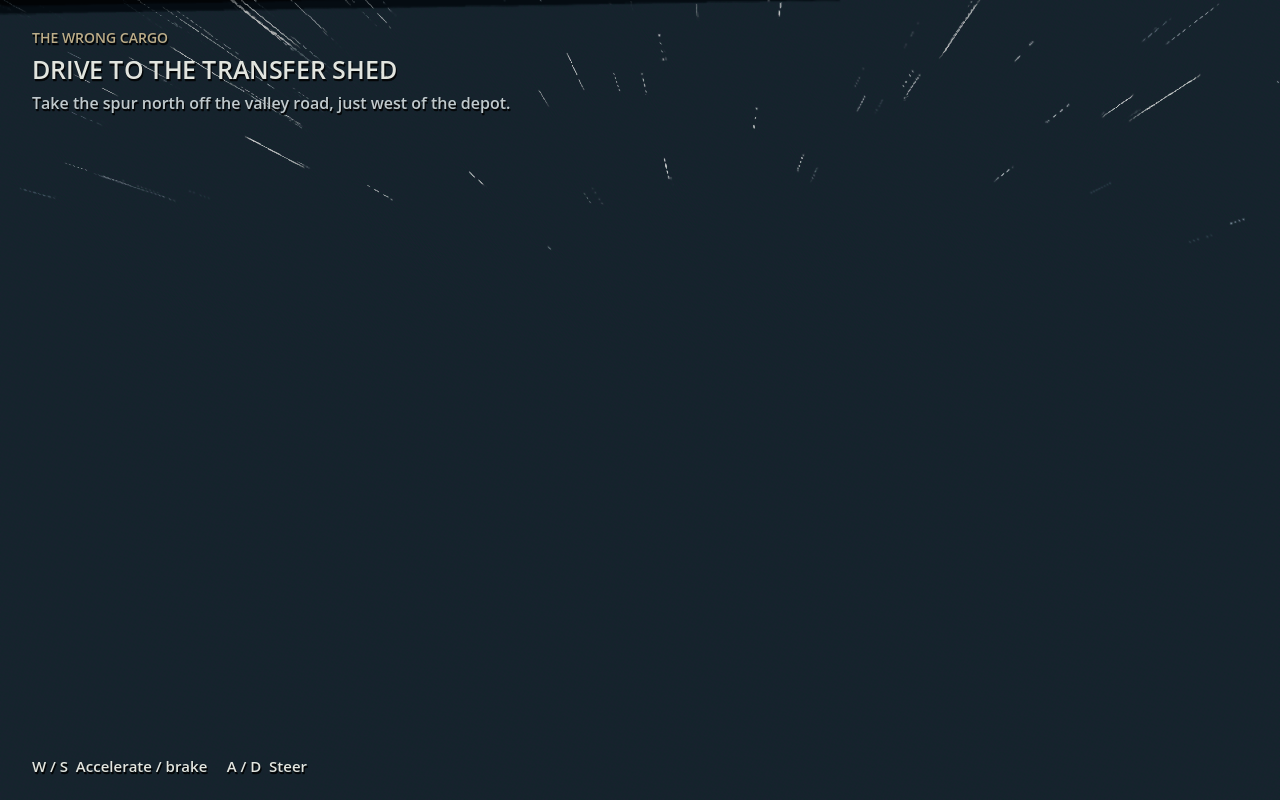 THE WRONG CARGO
DRIVE TO THE TRANSFER SHED
Take the spur north off the valley road, just west of the depot.
W / S  Accelerate / brake    A / D  Steer